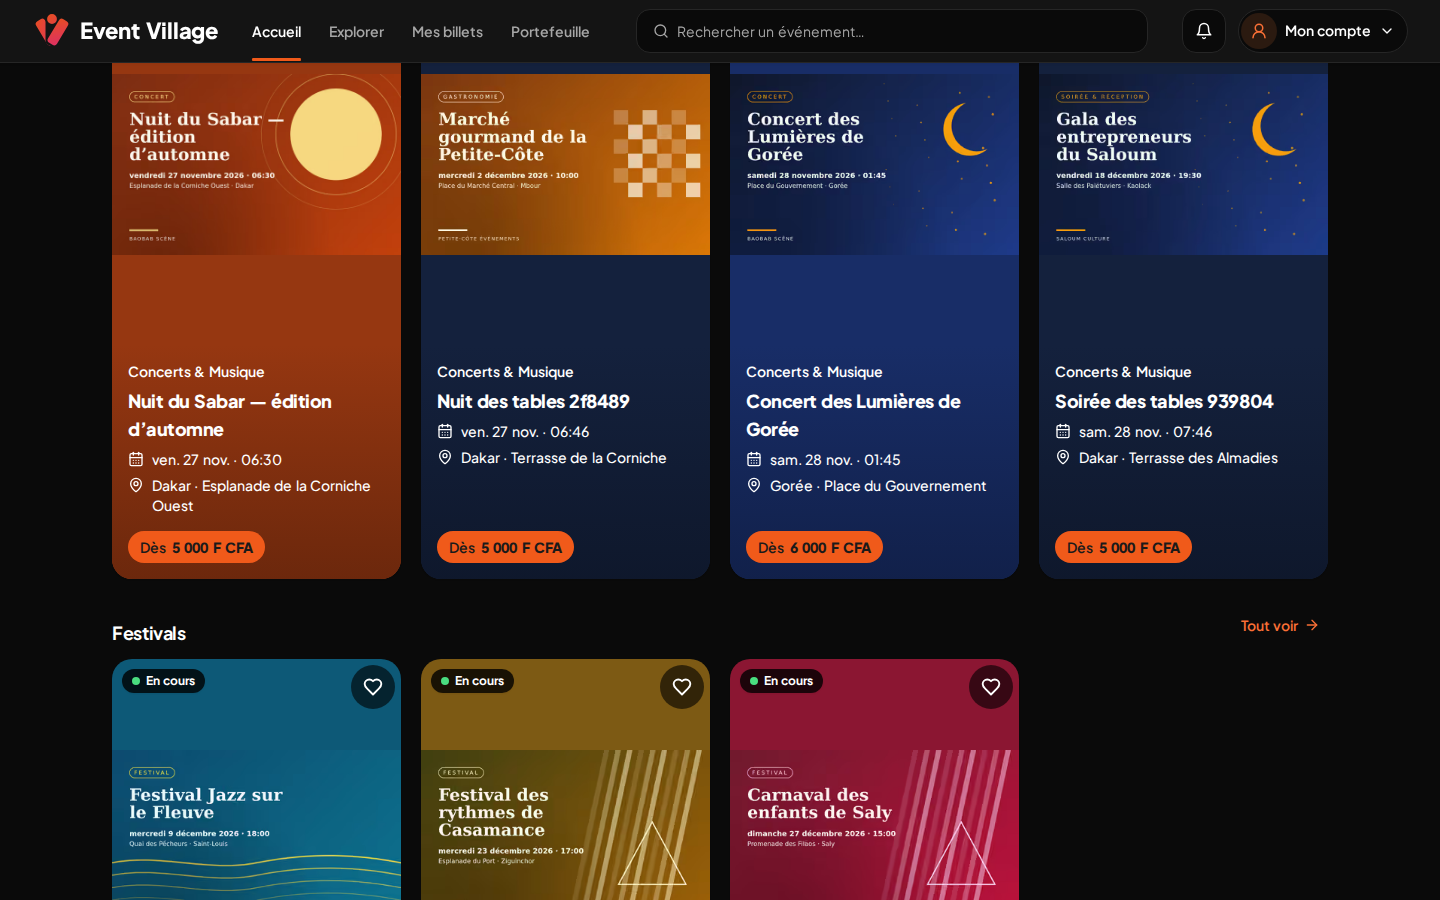 Event Village
Accueil
Explorer
Mes billets
Portefeuille
Rechercher un événement...
Mon compte
CONCERT
Nuit du Sabar —
édition
d’automne
vendredi 27 novembre 2026 · 06:30
Esplanade de la Corniche Ouest · Dakar
BAOBAB SCÈNE
Concerts & Musique
Nuit du Sabar — édition
d’automne
ven. 27 nov. · 06:30
Dakar · Esplanade de la Corniche
Ouest
Dès 5 000 F CFA
GASTRONOMIE
Marché
gourmand de la
Petite-Côte
mercredi 2 décembre 2026 · 10:00
Place du Marché Central · Mbour
PETITE-CÔTE ÉVÉNEMENTS
Concerts & Musique
Nuit des tables 2f8489
ven. 27 nov. · 06:46
Dakar · Terrasse de la Corniche
Dès 5 000 F CFA
CONCERT
Concert des
Lumières de
Gorée
samedi 28 novembre 2026 · 01:45
Place du Gouvernement · Gorée
BAOBAB SCÈNE
Concerts & Musique
Concert des Lumières de
Gorée
sam. 28 nov. · 01:45
Gorée · Place du Gouvernement
Dès 6 000 F CFA
SOIRÉE & RÉCEPTION
Gala des
entrepreneurs
du Saloum
vendredi 18 décembre 2026 · 19:30
Salle des Palétuviers · Kaolack
SALOUM CULTURE
Concerts & Musique
Soirée des tables 939804
sam. 28 nov. · 07:46
Dakar · Terrasse des Almadies
Dès 5 000 F CFA
Festivals
Tout voir
En cours
FESTIVAL
Festival Jazz sur
le Fleuve
mercredi 9 décembre 2026 · 18:00
Quai des Pêcheurs · Saint-Louis
En cours
FESTIVAL
Festival des
rythmes de
Casamance
mercredi 23 décembre 2026 · 17:00
Esplanade du Port · Ziguinchor
En cours
FESTIVAL
Carnaval des
enfants de Saly
dimanche 27 décembre 2026 · 15:00
Promenade des Filaos · Saly